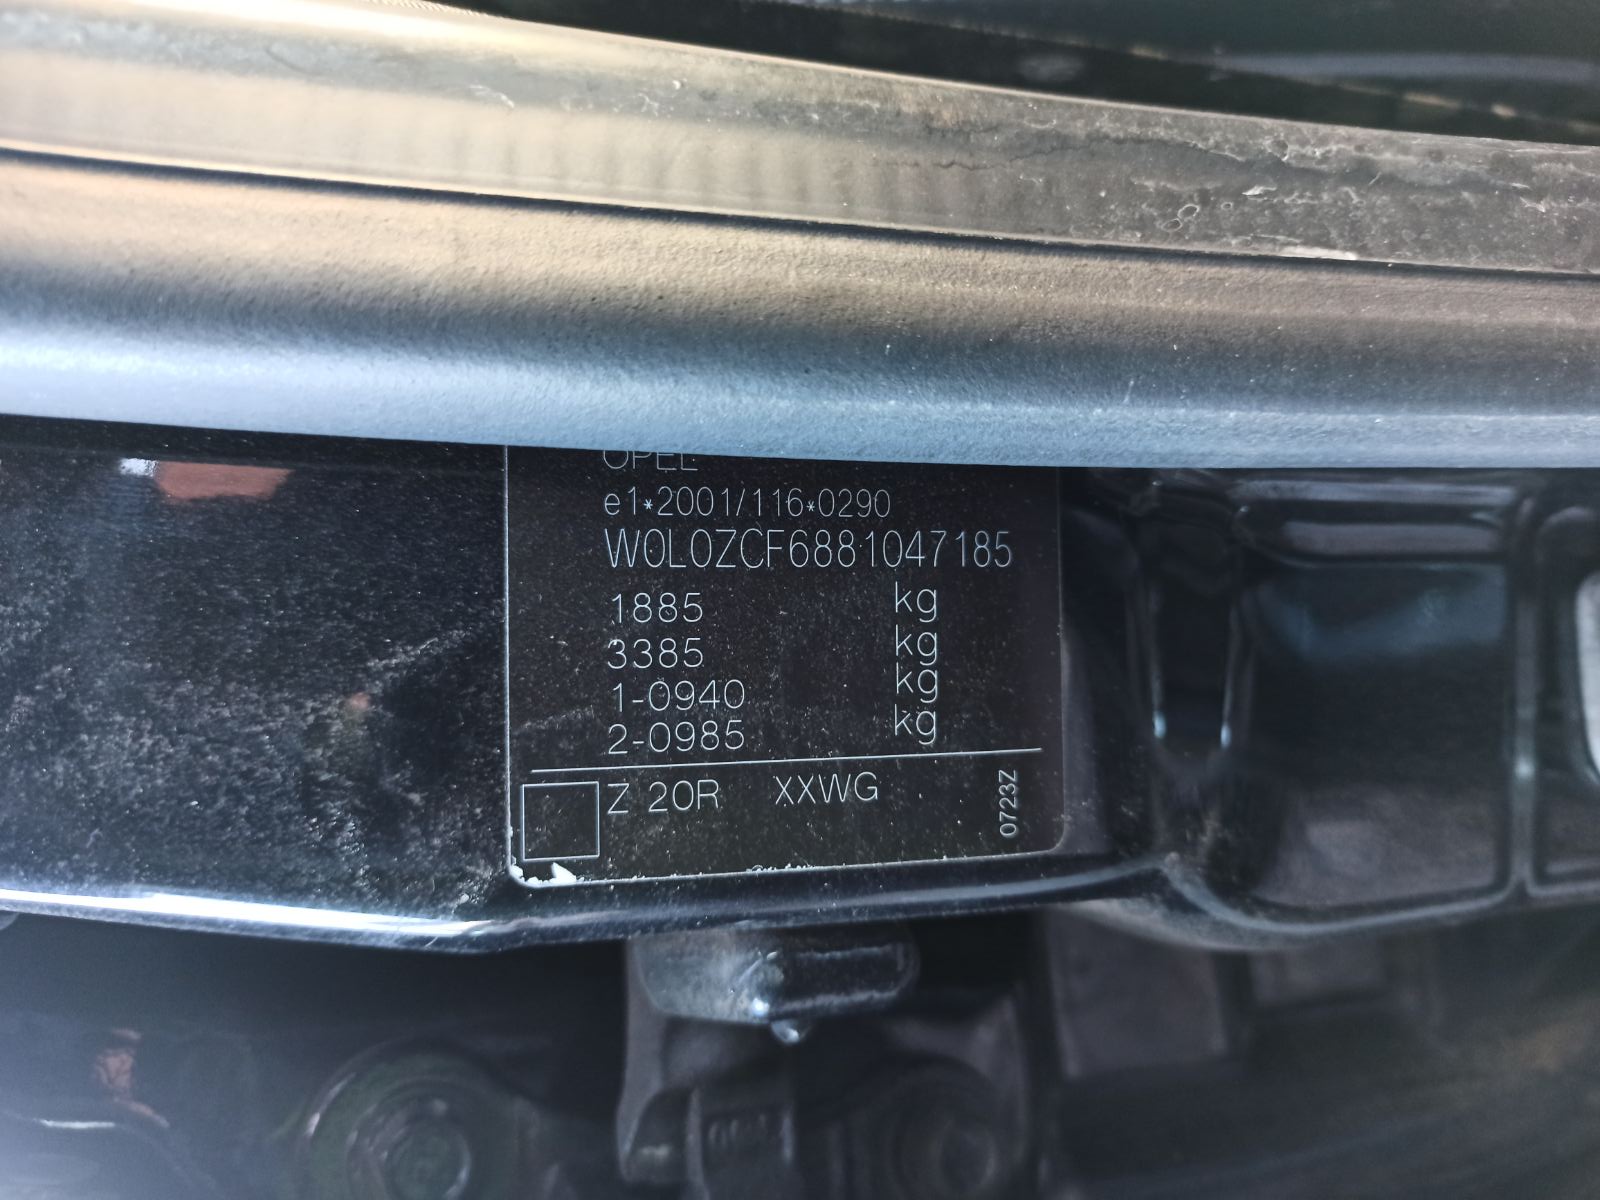 OPEL
e1*2001/116*0290
W0L0ZCF6881047185
1885 kg
3385 kg
1-0940 kg
2-0985 kg
Z 20R XXWG
0723Z